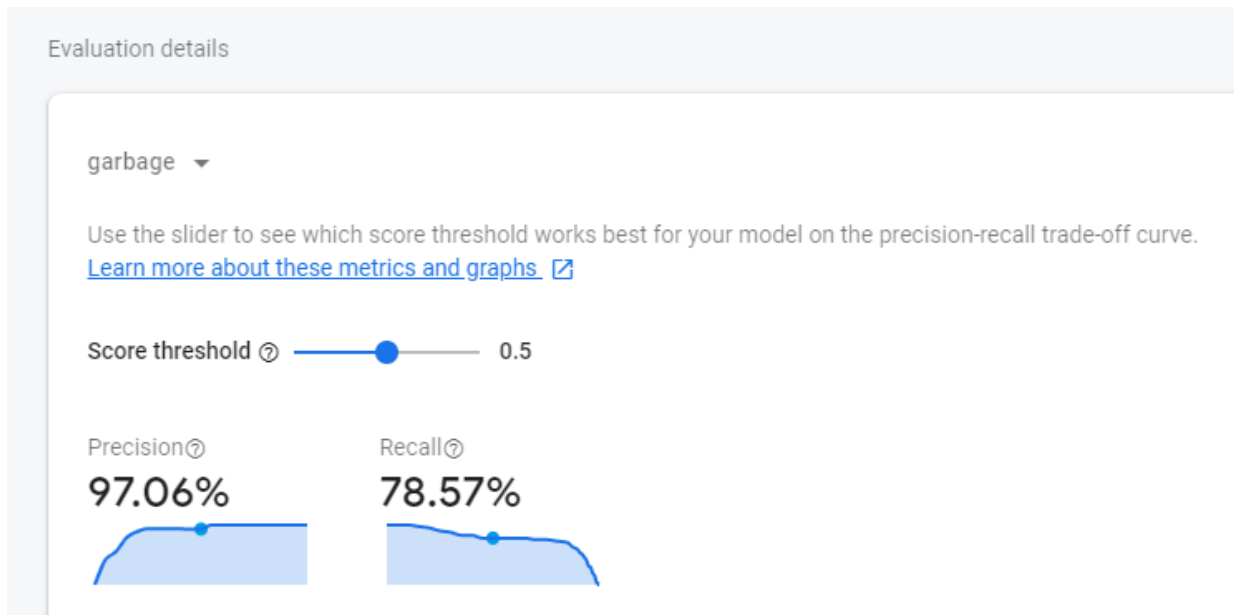 Evaluation details
garbage
Use the slider to see which score threshold works best for your model on the precision-recall trade-off curve.
Learn more about these metrics and graphs
Score threshold 0.5
Precision Recall
97.06% 78.57%